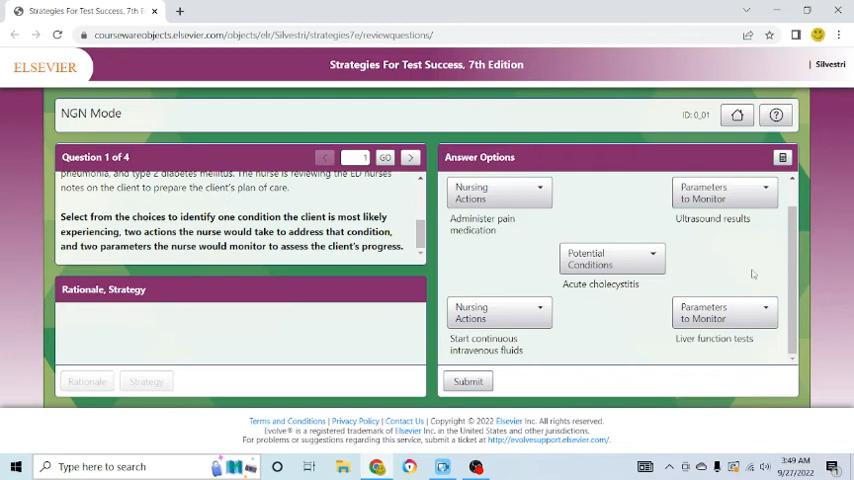 Strategies For Test Success, 7th E
coursewareobjects.elsevier.com/objects/elr/Silvestri/strategies7e/reviewquestions/
ELSEVIER
Strategies For Test Success, 7th Edition
Silvestri
NGN Mode
ID: 0_01
Question 1 of 4
1
GO
pneumonia, and type 2 diabetes mellitus. The nurse is reviewing the ED nurses'
notes on the client to prepare the client's plan of care.
Select from the choices to identify one condition the client is most likely
experiencing, two actions the nurse would take to address that condition,
and two parameters the nurse would monitor to assess the client's progress.
Rationale, Strategy
Rationale
Strategy
Answer Options
Nursing
Actions
Administer pain
medication
Parameters
to Monitor
Ultrasound results
Potential
Conditions
Acute cholecystitis
Nursing
Actions
Start continuous
intravenous fluids
Parameters
to Monitor
Liver function tests
Submit
Terms and Conditions | Privacy Policy | Contact Us | Copyright © 2022 Elsevier Inc. All rights reserved.
Evolve® is a registered trademark of Elsevier Inc. in the United States and other jurisdictions.
For problems or suggestions regarding this service, submit a ticket at http://evolvesupport.elsevier.com/.
Type here to search
3:49 AM
9/27/2022